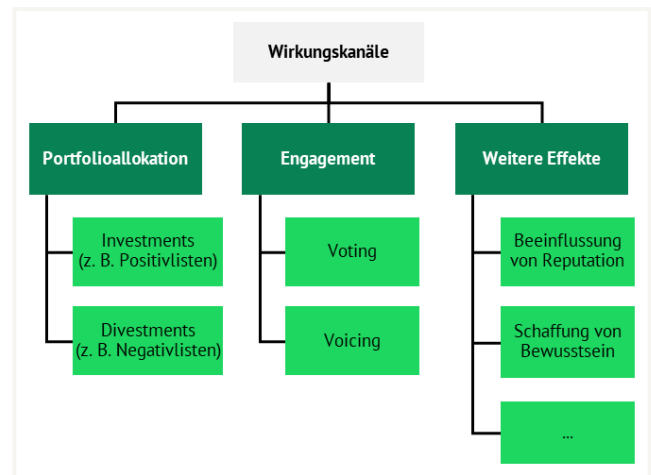 Wirkungskanäle
Portfolioallokation
Engagement
Weitere Effekte
Investments
(z. B. Positivlisten)
Divestments
(z. B. Negativlisten)
Voting
Voicing
Beeinflussung
von Reputation
Schaffung von
Bewusstsein
...